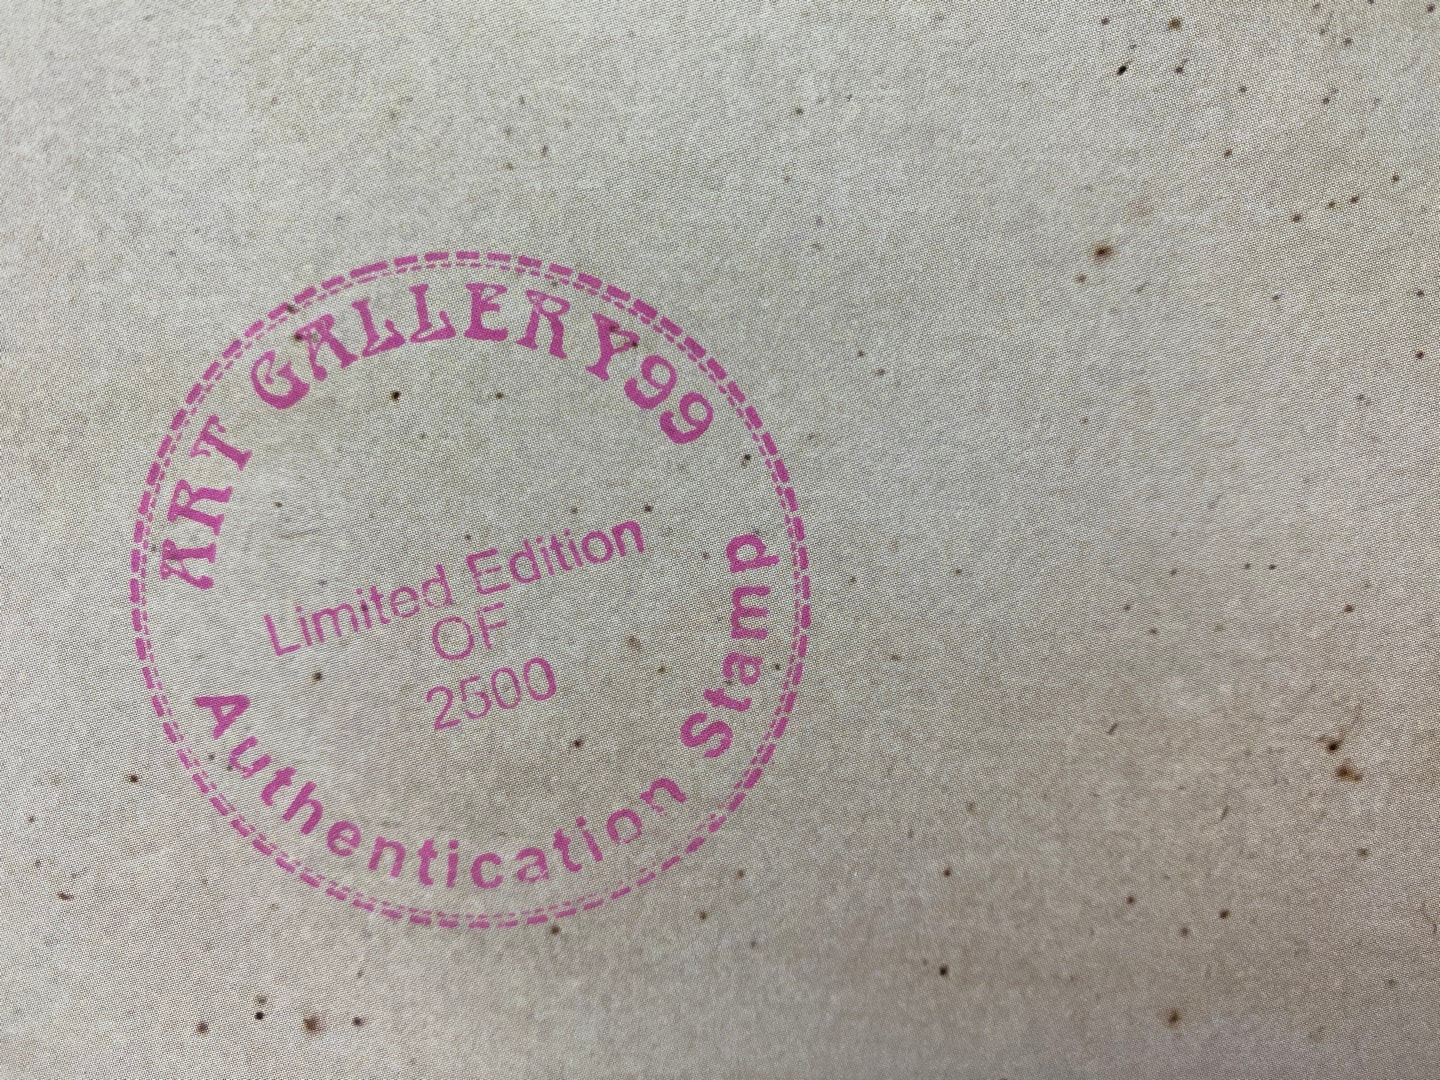 ART GALLERY99
Limited Edition
OF
2500
Authentication Stamp